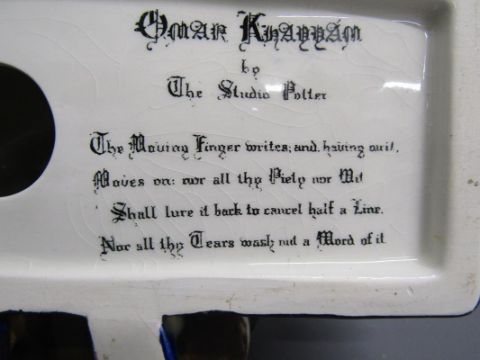 Omar Khayyám
by
The Studio Potter
The Moving Finger writes; and, having writ,
Moves on: nor all thy Piety nor Wit
Shall lure it back to cancel half a Line,
Nor all thy Tears wash out a Word of it